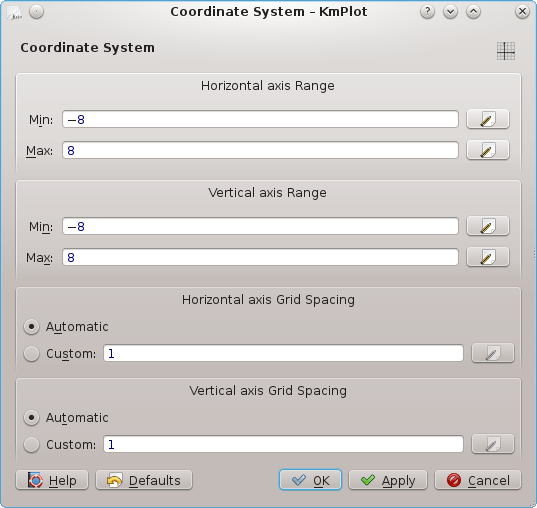 Coordinate System – KmPlot
Coordinate System
Horizontal axis Range
Min: −8
Max: 8
Vertical axis Range
Min: −8
Max: 8
Horizontal axis Grid Spacing
Automatic
Custom: 1
Vertical axis Grid Spacing
Automatic
Custom: 1
Help Defaults OK Apply Cancel